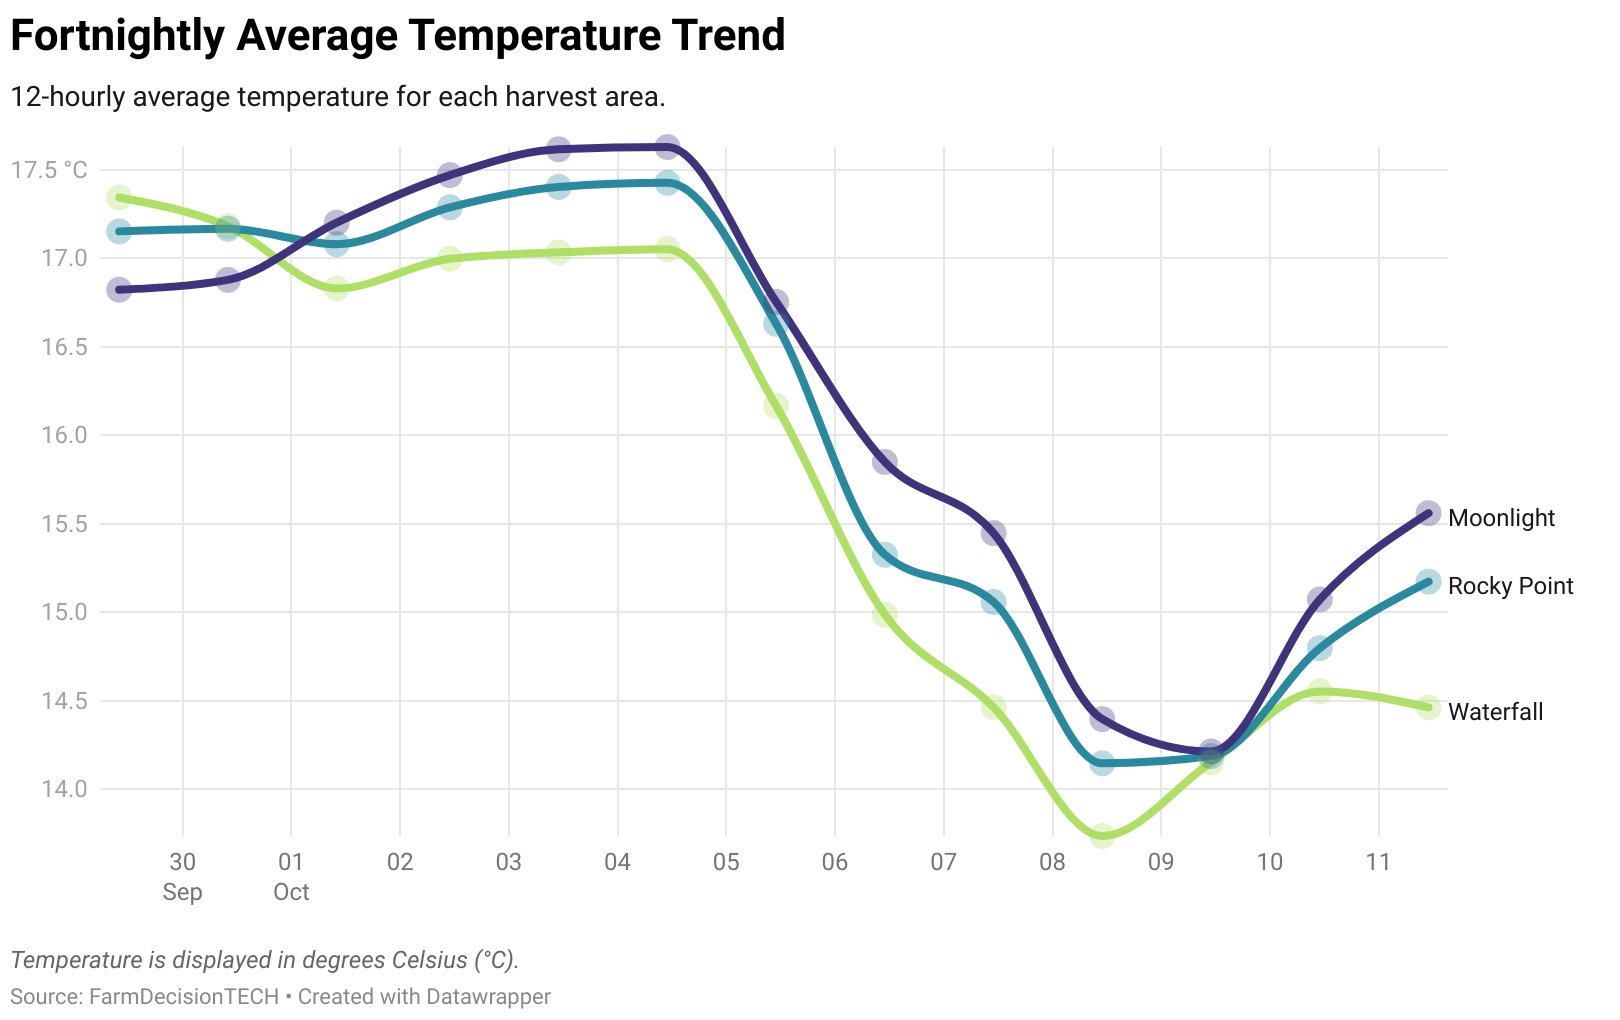 Fortnightly Average Temperature Trend
12-hourly average temperature for each harvest area.
17.5 °C
17.0
16.5
16.0
15.5
15.0
14.5
14.0
Moonlight
Rocky Point
Waterfall
30 01 02 03 04 05 06 07 08 09 10 11
Sep Oct
Temperature is displayed in degrees Celsius (°C).
Source: FarmDecisionTECH • Created with Datawrapper